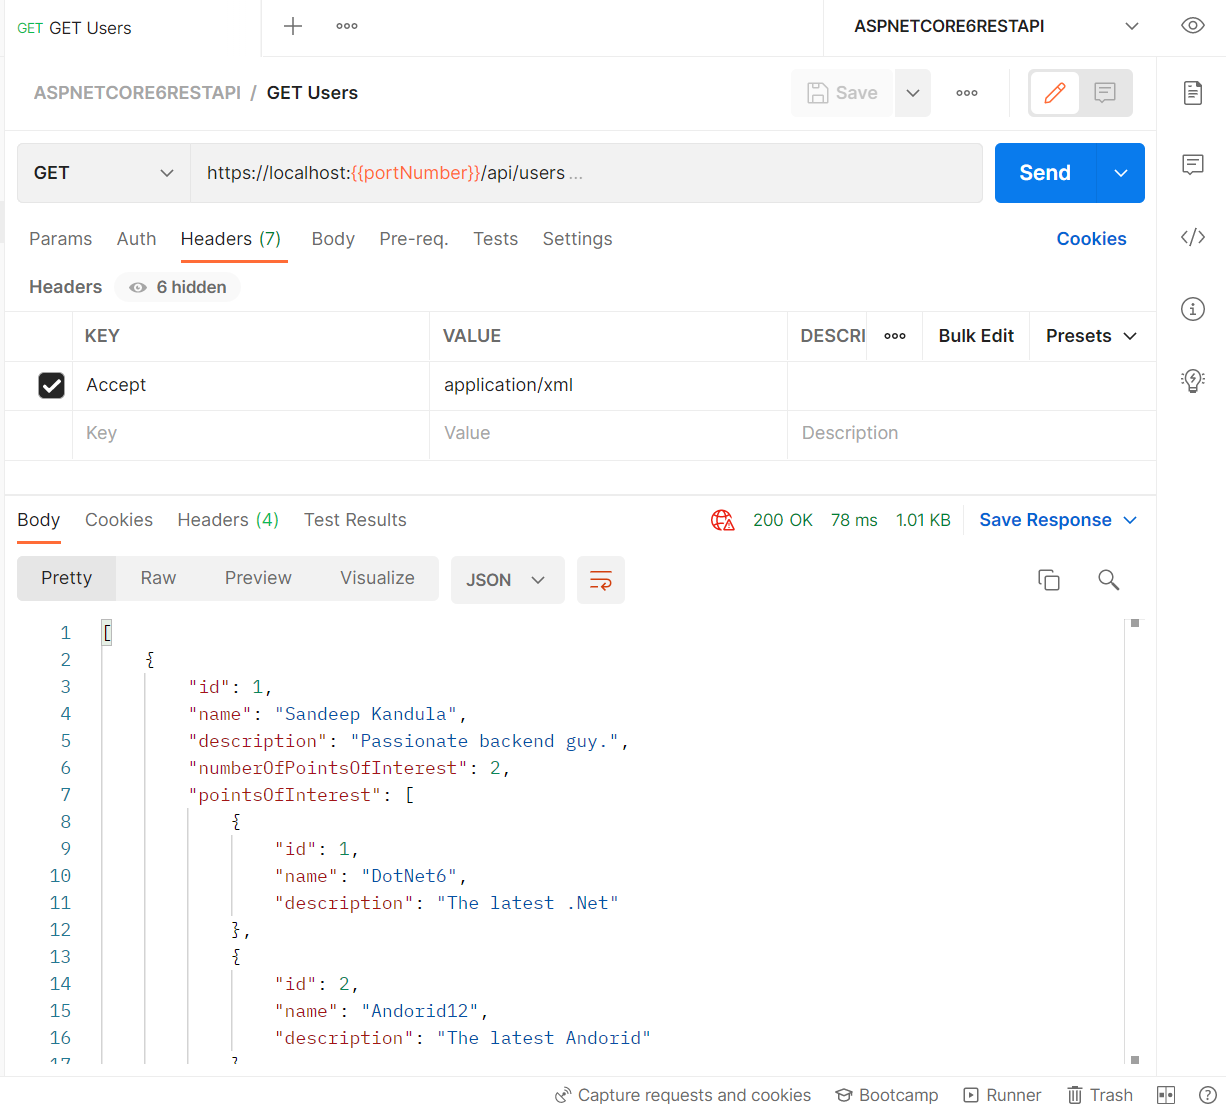 GET GET Users
ASPNETCORE6RESTAPI
ASPNETCORE6RESTAPI / GET Users
Save
GET
https://localhost:{{portNumber}}/api/users ...
Send
Params Auth Headers (7) Body Pre-req. Tests Settings Cookies
Headers 6 hidden
KEY VALUE DESCRI Bulk Edit Presets
Accept application/xml
Key Value Description
Body Cookies Headers (4) Test Results 200 OK 78 ms 1.01 KB Save Response
Pretty Raw Preview Visualize JSON
1 [
2 {
3 "id": 1,
4 "name": "Sandeep Kandula",
5 "description": "Passionate backend guy.",
6 "numberOfPointsOfInterest": 2,
7 "pointsOfInterest": [
8 {
9 "id": 1,
10 "name": "DotNet6",
11 "description": "The latest .Net"
12 },
13 {
14 "id": 2,
15 "name": "Andorid12",
16 "description": "The latest Andorid"
17 }
Capture requests and cookies Bootcamp Runner Trash